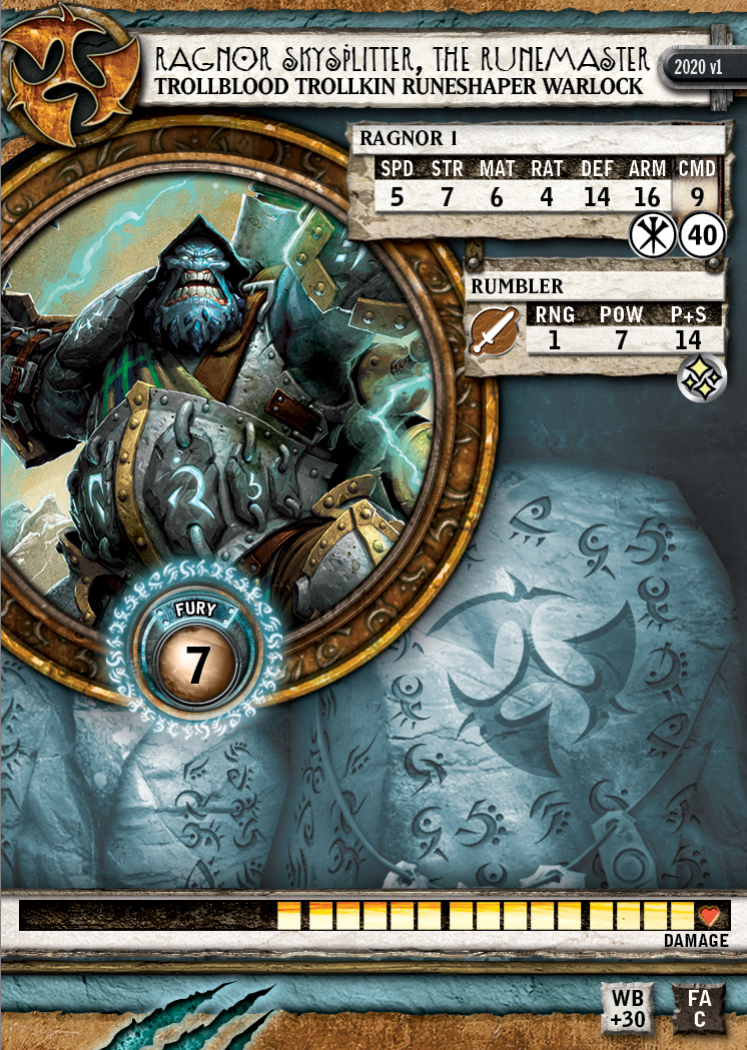 RAGNOR SKYSPLITTER, THE RUNEMASTER
TROLLBLOOD TROLLKIN RUNESHAPER WARLOCK
2020 v1
RAGNOR 1
SPD STR MAT RAT DEF ARM CMD
5 7 6 4 14 16 9
40
RUMBLER
RNG POW P+S
1 7 14
FURY
7
DAMAGE
WB
+30
FA
C